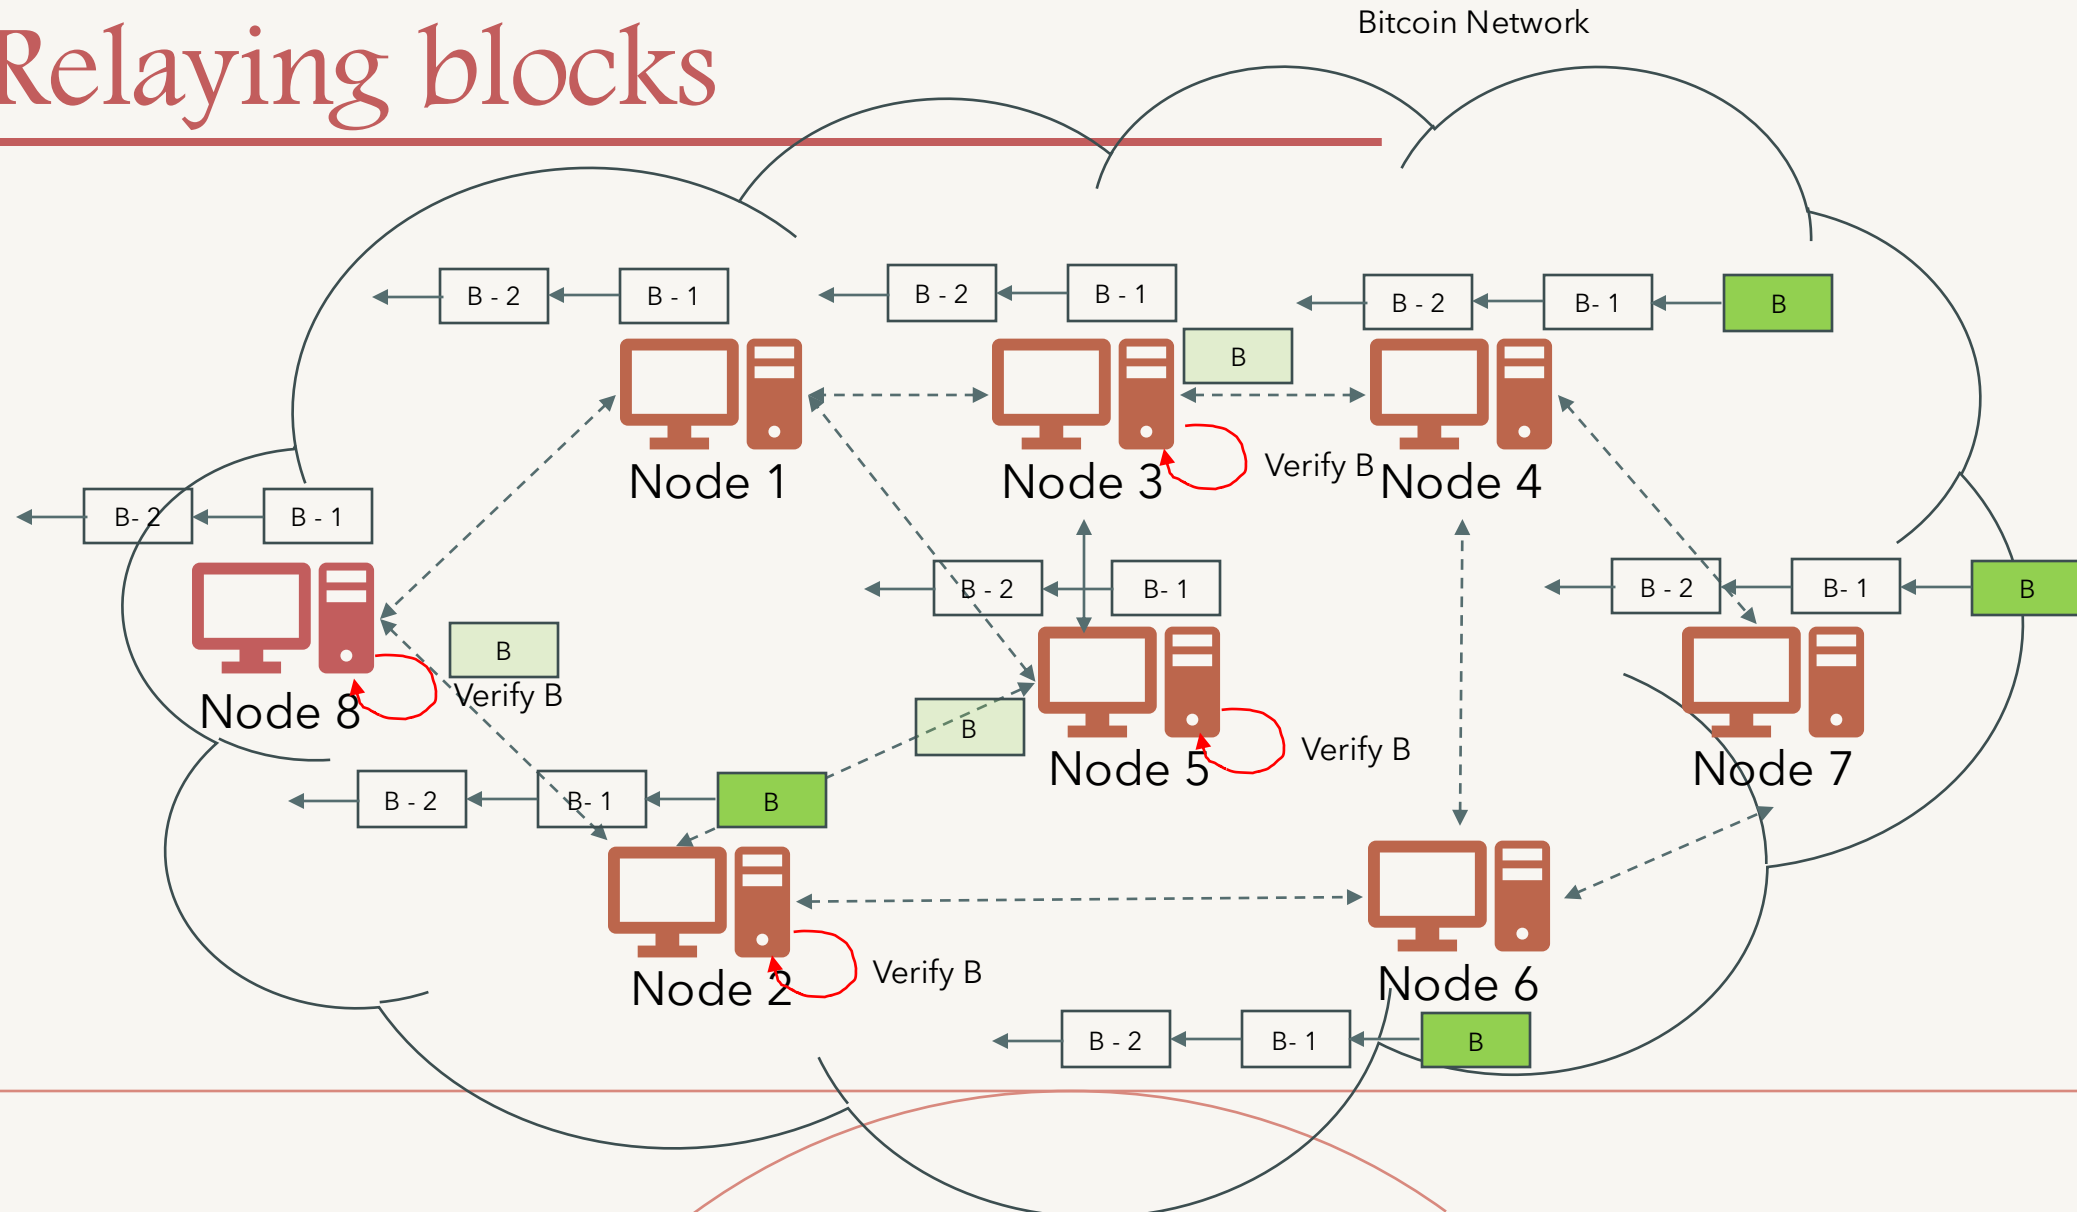 Bitcoin Network
Relaying blocks
B - 2
B - 1
B - 2
B - 1
B - 2
B- 1
B
B
Node 1
Node 3
Verify B
Node 4
B- 2
B - 1
B - 2
B- 1
B - 2
B- 1
B
Node 8
B
Verify B
B
Node 5
Verify B
Node 7
B - 2
B- 1
B
Node 2
Verify B
Node 6
B - 2
B- 1
B